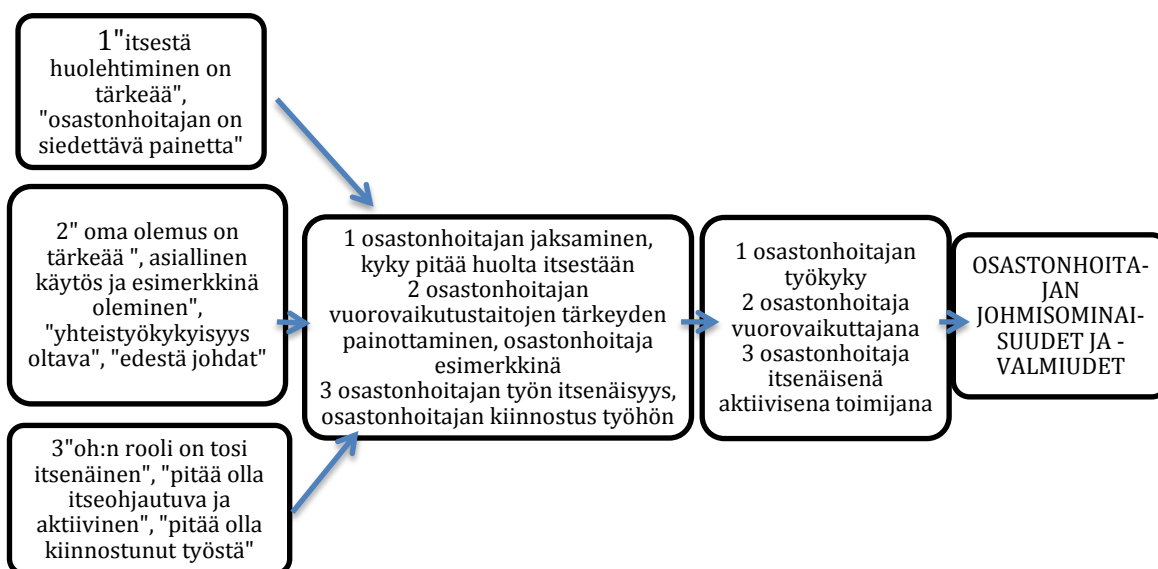 1"itsestä
huolehtiminen on
tärkeää",
"osastonhoitajan on
siedettävä painetta"
2" oma olemus on
tärkeää ", asiallinen
käytös ja esimerkkinä
oleminen",
"yhteistyökykyisyys
oltava", "edestä johdat"
3"oh:n rooli on tosi
itsenäinen", "pitää olla
itseohjautuva ja
aktiivinen", "pitää olla
kiinnostunut työstä"
1 osastonhoitajan jaksaminen,
kyky pitää huolta itsestään
2 osastonhoitajan
vuorovaikutustaitojen tärkeyden
painottaminen, osastonhoitaja
esimerkkinä
3 osastonhoitajan työn itsenäisyys,
osastonhoitajan kiinnostus työhön
1 osastonhoitajan
työkyky
2 osastonhoitaja
vuorovaikuttajana
3 osastonhoitaja
itsenäisenä
aktiivisena toimijana
OSASTONHOITA-
JAN
JOHMISOMINAI-
SUUDET JA -
VALMIUDET